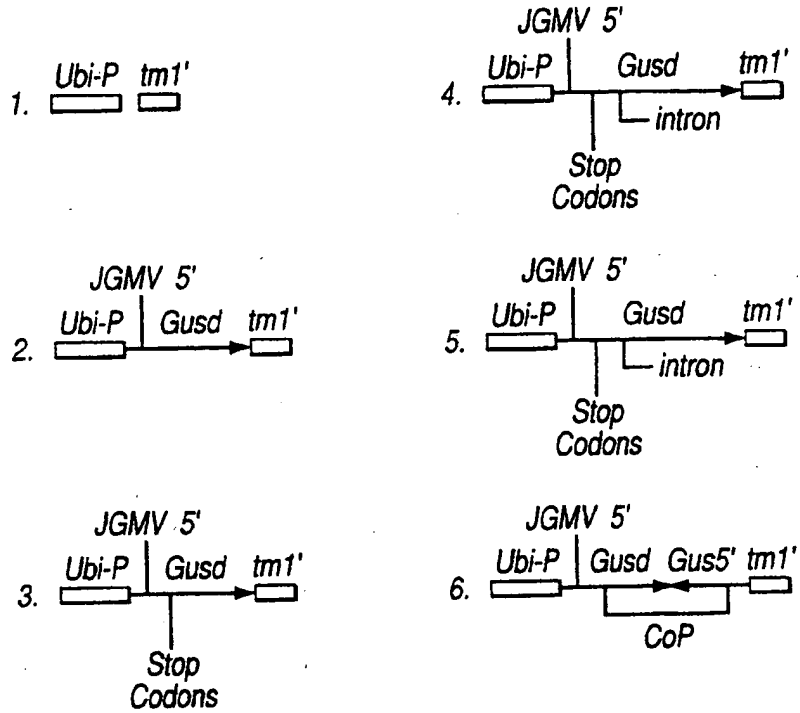 1. Ubi-P tm1'
2. JGMV 5'
Ubi-P Gusd tm1'
3. JGMV 5'
Ubi-P Gusd tm1'
Stop
Codons
4. JGMV 5'
Ubi-P Gusd tm1'
intron
Stop
Codons
5. JGMV 5'
Ubi-P Gusd tm1'
intron
Stop
Codons
6. JGMV 5'
Ubi-P Gusd Gus5' tm1'
CoP